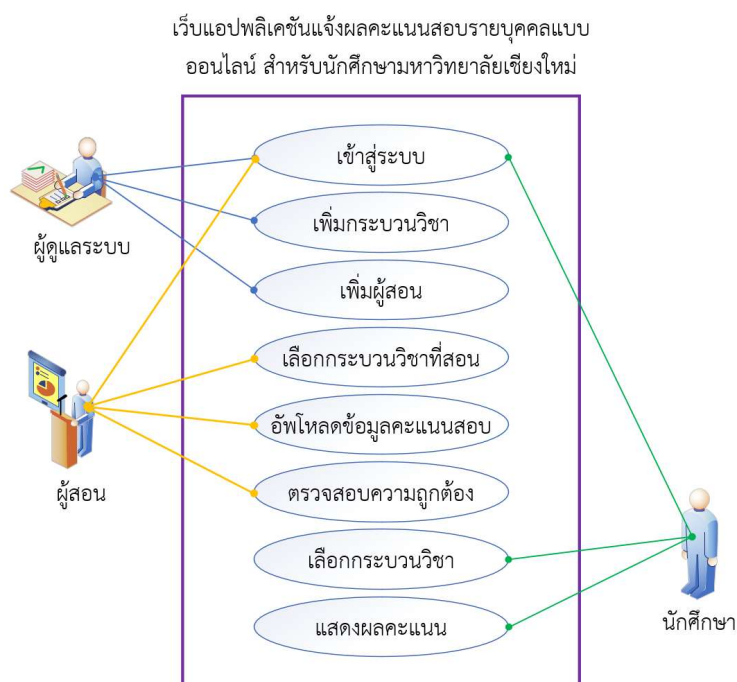 เว็บแอปพลิเคชันแจ้งผลคะแนนสอบรายบุคคลแบบ
ออนไลน์ สำหรับนักศึกษามหาวิทยาลัยเชียงใหม่
เข้าสู่ระบบ
เพิ่มกระบวนวิชา
ผู้ดูแลระบบ
เพิ่มผู้สอน
เลือกกระบวนวิชาที่สอน
อัพโหลดข้อมูลคะแนนสอบ
ตรวจสอบความถูกต้อง
ผู้สอน
เลือกกระบวนวิชา
แสดงผลคะแนน
นักศึกษา